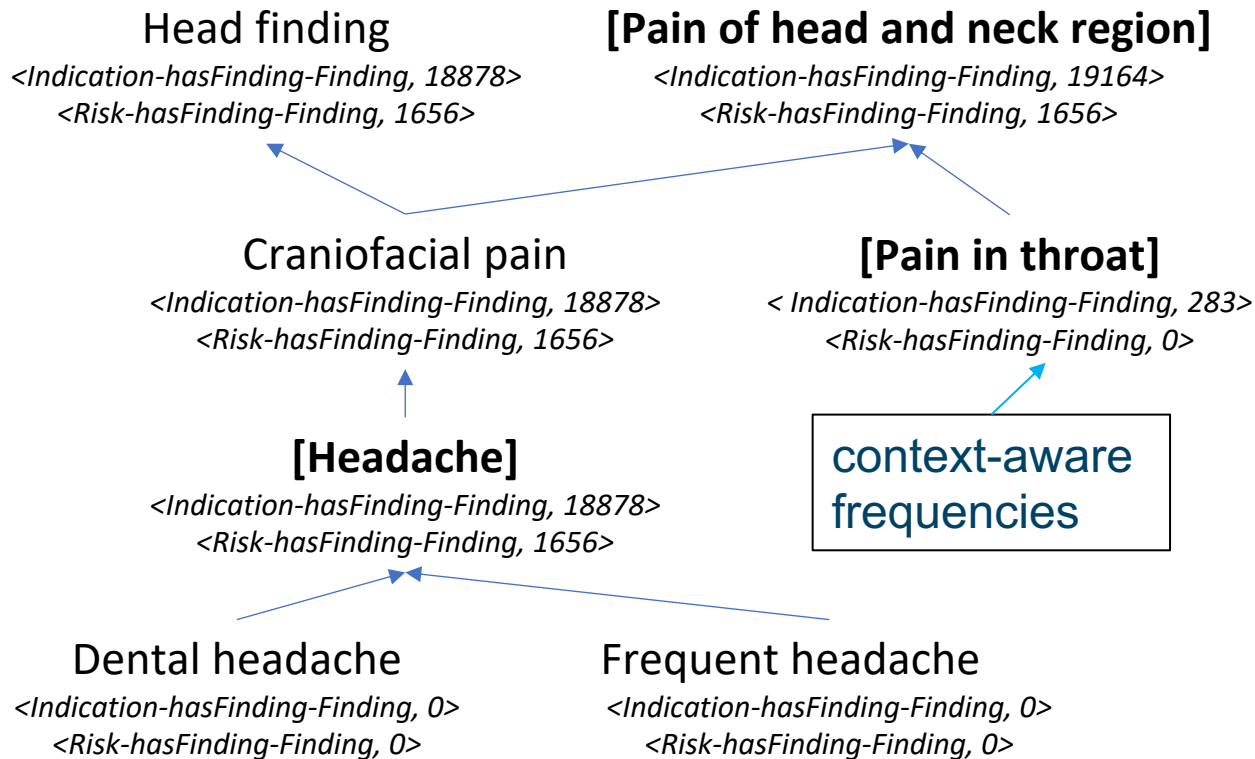 Head finding
<Indication-hasFinding-Finding, 18878>
<Risk-hasFinding-Finding, 1656>
[Pain of head and neck region]
<Indication-hasFinding-Finding, 19164>
<Risk-hasFinding-Finding, 1656>
Craniofacial pain
<Indication-hasFinding-Finding, 18878>
<Risk-hasFinding-Finding, 1656>
[Pain in throat]
< Indication-hasFinding-Finding, 283>
<Risk-hasFinding-Finding, 0>
[Headache]
<Indication-hasFinding-Finding, 18878>
<Risk-hasFinding-Finding, 1656>
context-aware
frequencies
Dental headache
<Indication-hasFinding-Finding, 0>
<Risk-hasFinding-Finding, 0>
Frequent headache
<Indication-hasFinding-Finding, 0>
<Risk-hasFinding-Finding, 0>